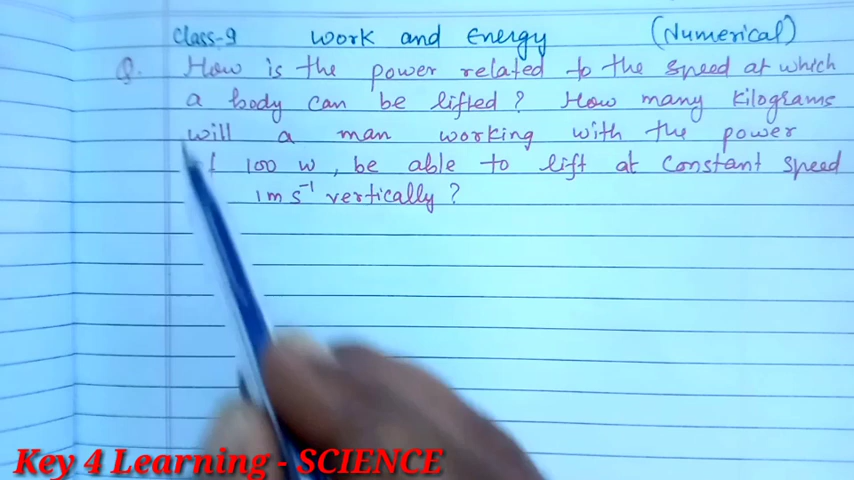 Class-9 Work and Energy (Numerical)
Q. How is the power related to the speed at which
a body can be lifted? How many kilograms
will a man working with the power
100 W, be able to lift at constant speed
1m s⁻¹ vertically?
Key 4 Learning - SCIENCE